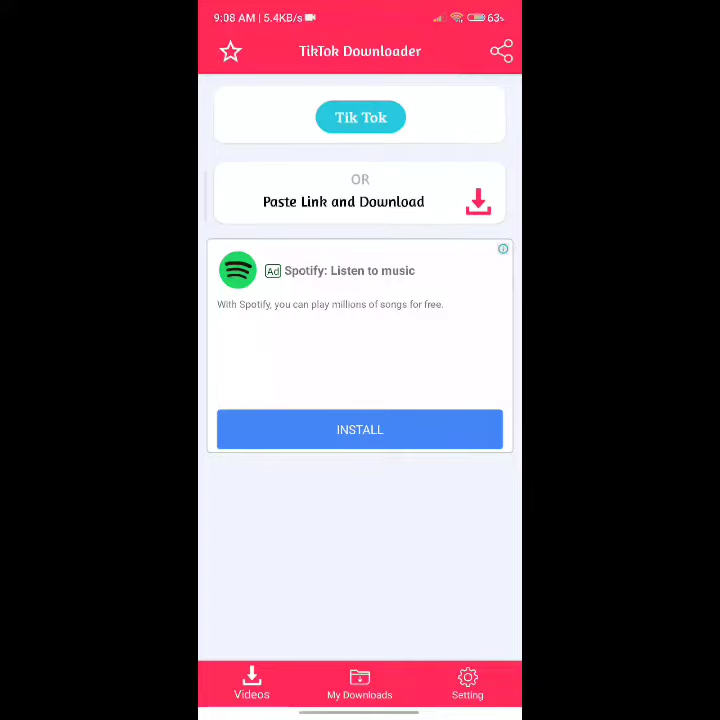 9:08 AM | 5.4KB/s 63%
TikTok Downloader
Tik Tok
OR
Paste Link and Download
Ad Spotify: Listen to music
With Spotify, you can play millions of songs for free.
INSTALL
Videos My Downloads Setting